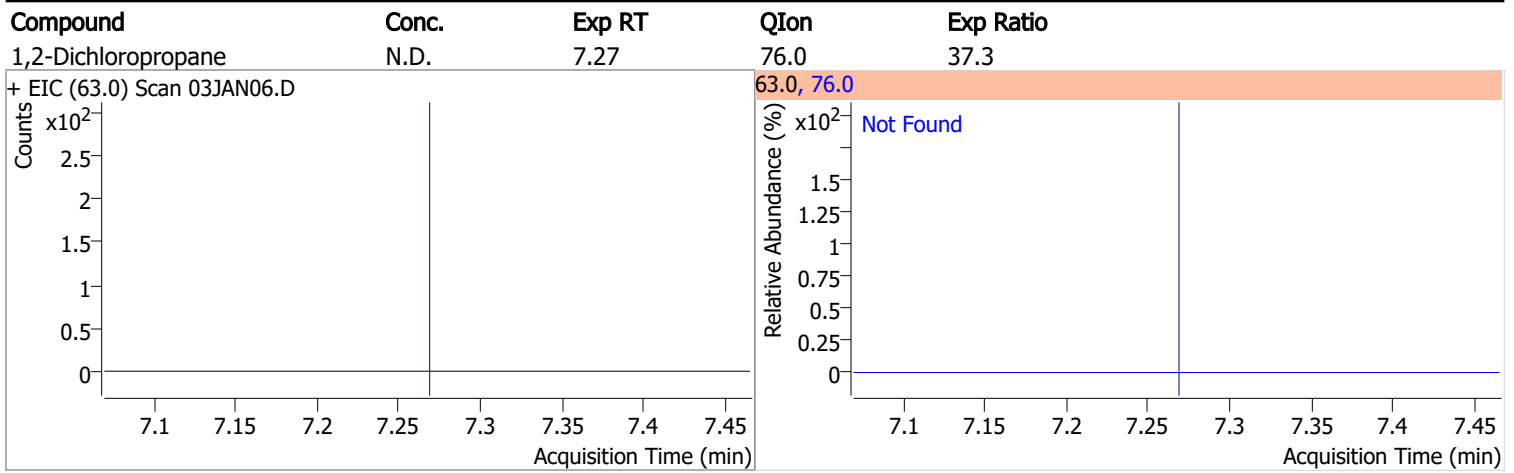 Compound Conc. Exp RT QIon Exp Ratio
1,2-Dichloropropane N.D. 7.27 76.0 37.3
+ EIC (63.0) Scan 03JAN06.D
Counts
x10²
2.5
2
1.5
1
0.5
0
7.1 7.15 7.2 7.25 7.3 7.35 7.4 7.45
Acquisition Time (min)
63.0, 76.0
Relative Abundance (%)
x10²
Not Found
1.5
1.25
1
0.75
0.5
0.25
0
7.1 7.15 7.2 7.25 7.3 7.35 7.4 7.45
Acquisition Time (min)